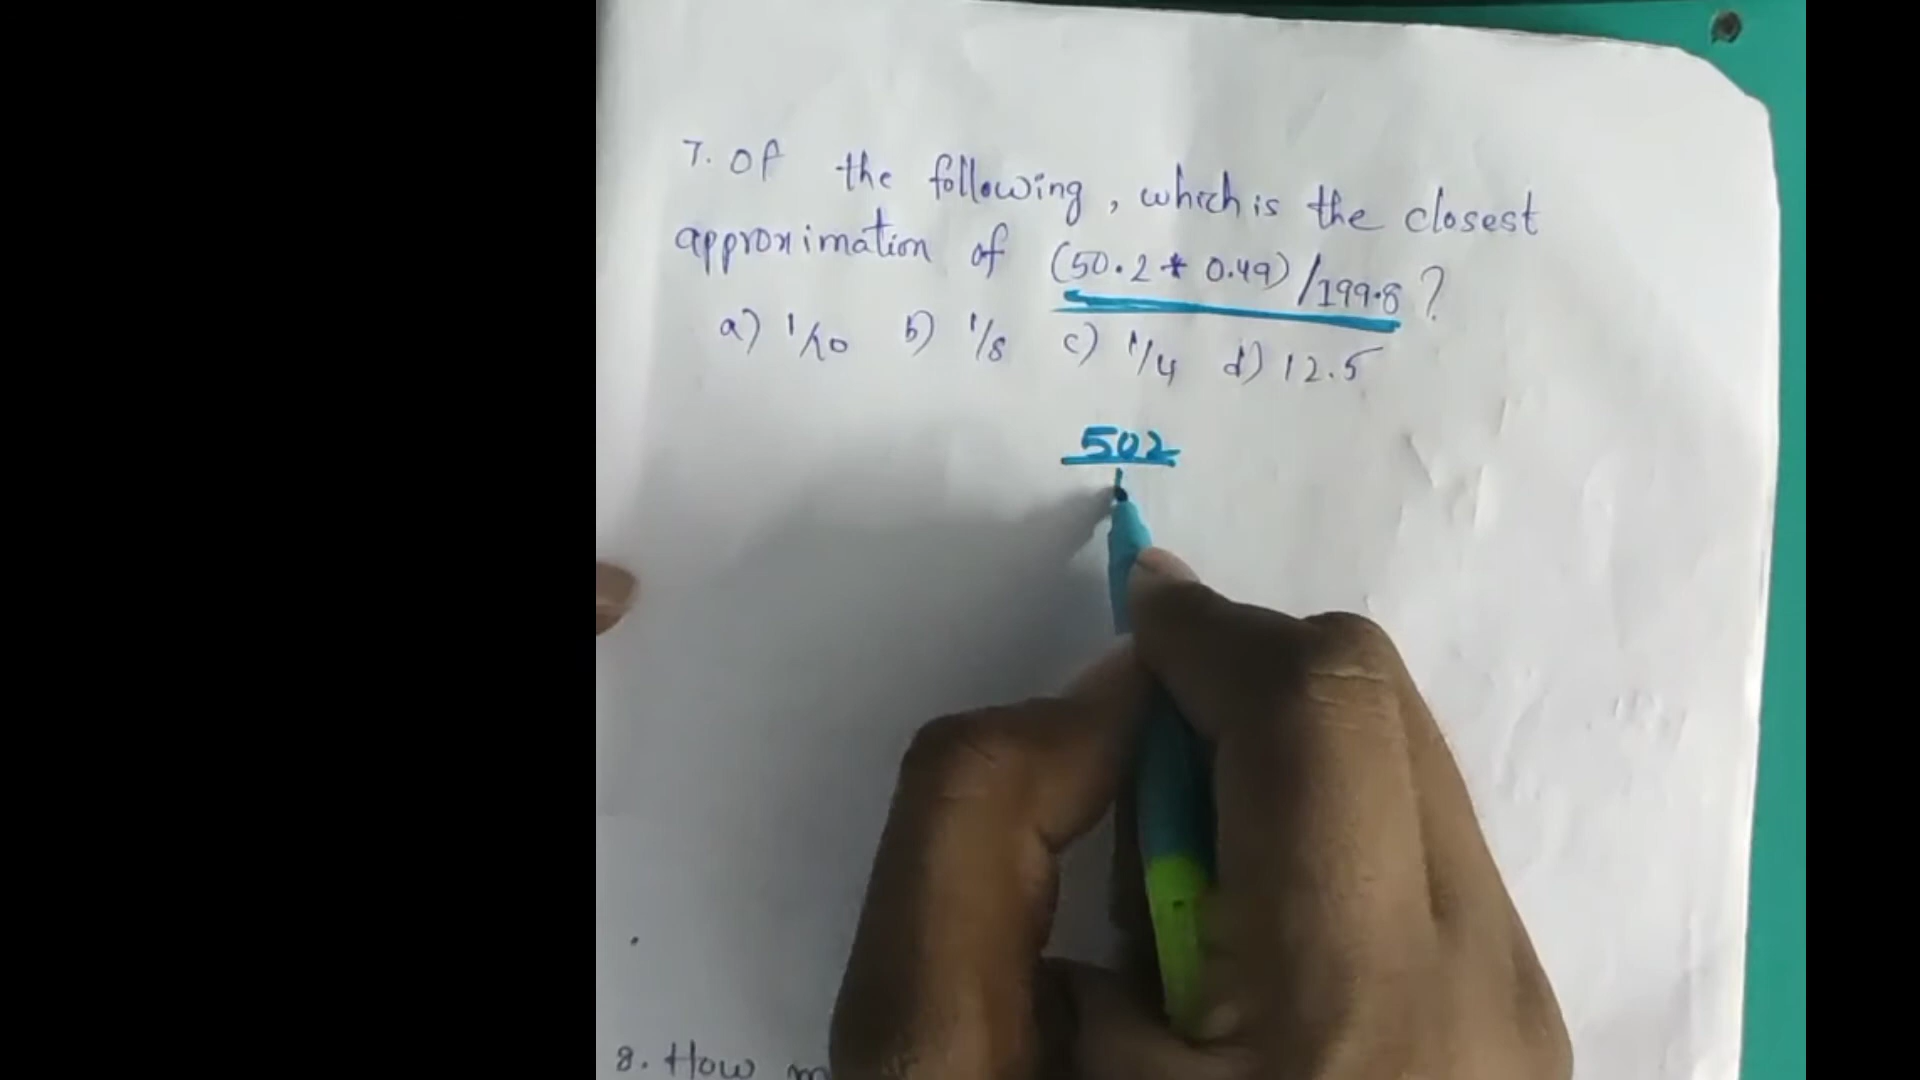 7. Of the following, which is the closest
approximation of (50.2 * 0.49)/199.8?
a) 1/10 b) 1/8 c) 1/4 d) 12.5
502
8. How